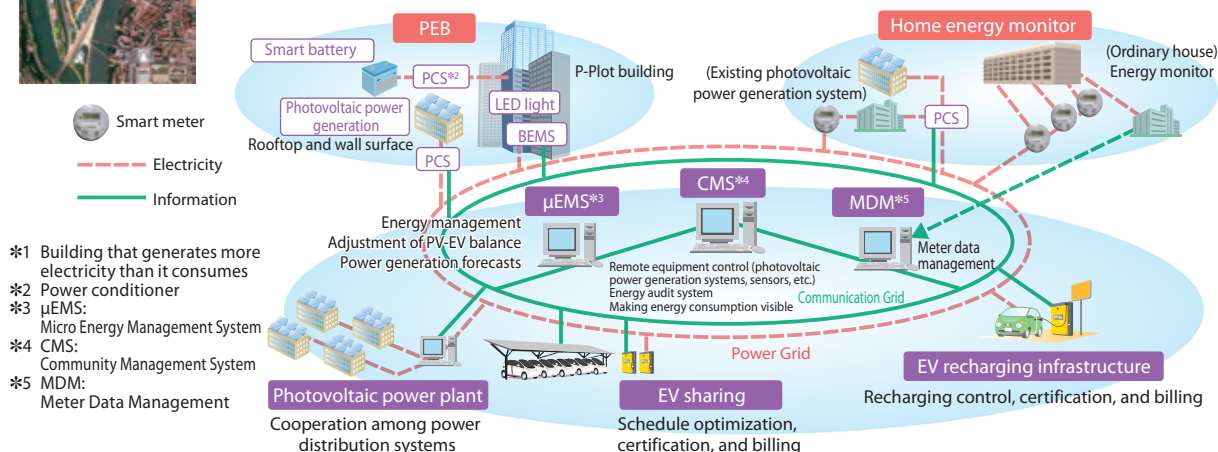 PEB
Smart battery
PCS*2
P-Plot building
Photovoltaic power
generation
LED light
BEMS
Rooftop and wall surface
PCS
Home energy monitor
(Existing photovoltaic
power generation system)
(Ordinary house)
Energy monitor
PCS
Smart meter
Electricity
Information
*1 Building that generates more
electricity than it consumes
*2 Power conditioner
*3 μEMS:
Micro Energy Management System
*4 CMS:
Community Management System
*5 MDM:
Meter Data Management
CMS*4
μEMS*3
MDM*5
Energy management
Adjustment of PV-EV balance
Power generation forecasts
Meter data
management
Remote equipment control (photovoltaic
power generation systems, sensors, etc.)
Energy audit system
Making energy consumption visible
Communication Grid
Power Grid
Photovoltaic power plant
Cooperation among power
distribution systems
EV sharing
Schedule optimization,
certification, and billing
EV recharging infrastructure
Recharging control, certification, and billing